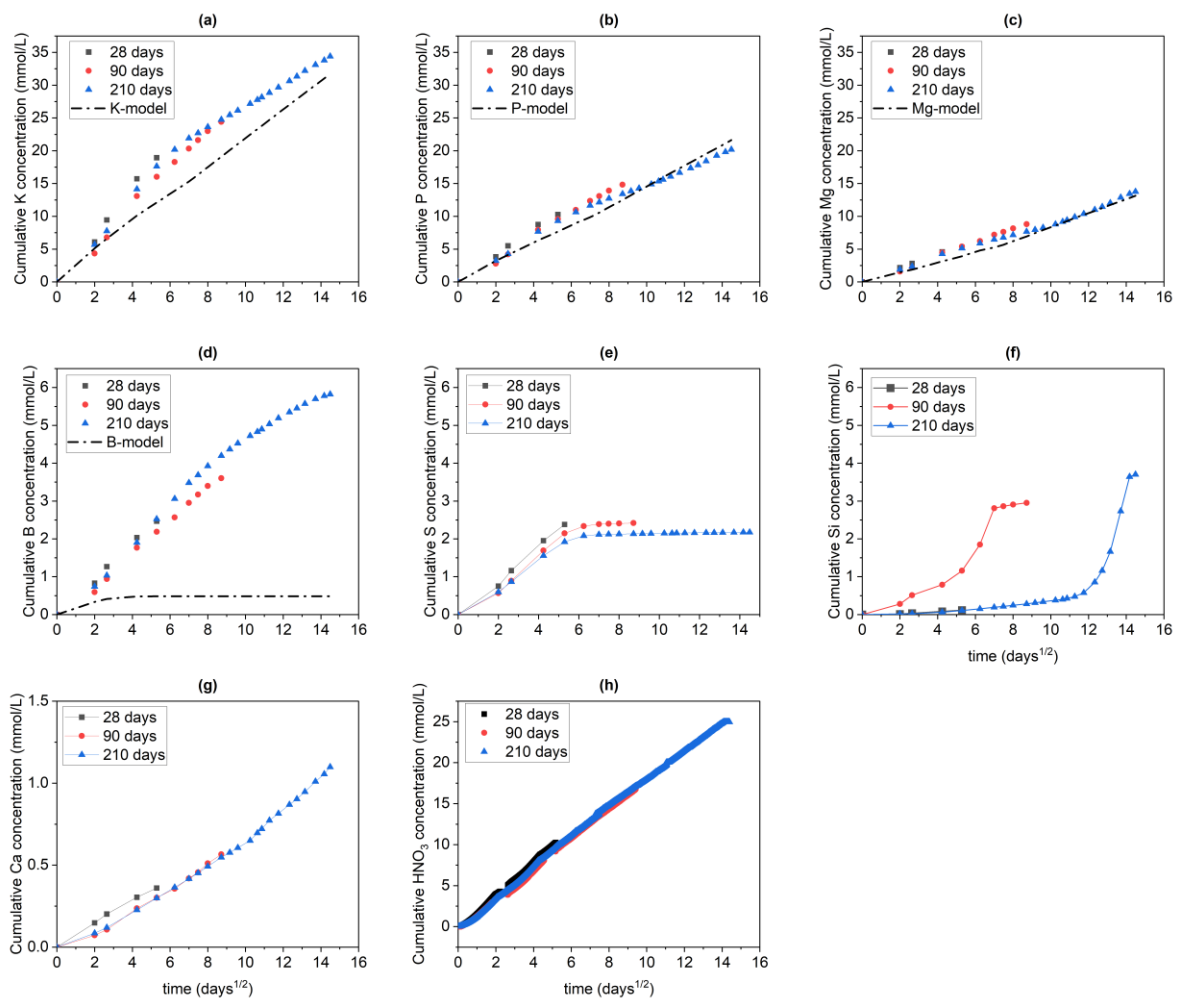 (a)
Cumulative K concentration (mmol/L)
35
30
25
20
15
10
5
0
28 days
90 days
210 days
K-model
0 2 4 6 8 10 12 14 16
(b)
Cumulative P concentration (mmol/L)
35
30
25
20
15
10
5
0
28 days
90 days
210 days
P-model
0 2 4 6 8 10 12 14 16
(c)
Cumulative Mg concentration (mmol/L)
35
30
25
20
15
10
5
0
28 days
90 days
210 days
Mg-model
0 2 4 6 8 10 12 14 16
(d)
Cumulative B concentration (mmol/L)
6
5
4
3
2
1
0
28 days
90 days
210 days
B-model
0 2 4 6 8 10 12 14 16
(e)
Cumulative S concentration (mmol/L)
6
5
4
3
2
1
0
28 days
90 days
210 days
0 2 4 6 8 10 12 14 16
(f)
Cumulative Si concentration (mmol/L)
6
5
4
3
2
1
0
28 days
90 days
210 days
0 2 4 6 8 10 12 14 16
time (days^1/2)
(g)
Cumulative Ca concentration (mmol/L)
1.5
1.0
0.5
0.0
28 days
90 days
210 days
0 2 4 6 8 10 12 14 16
time (days^1/2)
(h)
Cumulative HNO₃ concentration (mmol/L)
25
20
15
10
5
0
28 days
90 days
210 days
0 2 4 6 8 10 12 14 16
time (days^1/2)